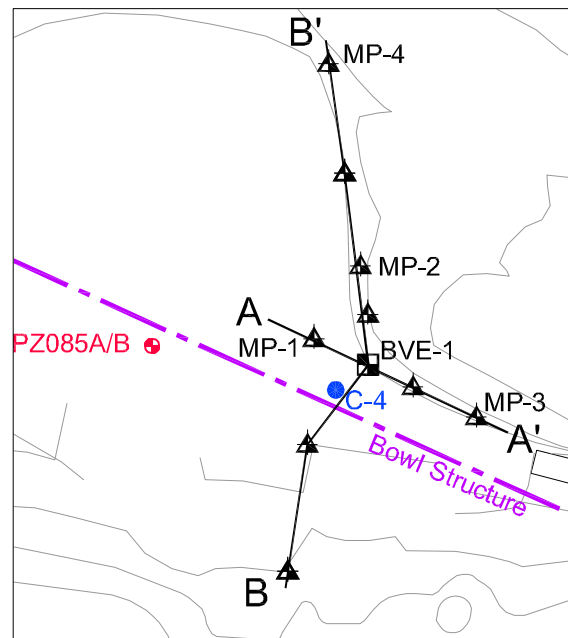 B'
MP-4
MP-2
A
MP-1
BVE-1
PZ085A/B
C-4
MP-3
A'
Bowl Structure
B